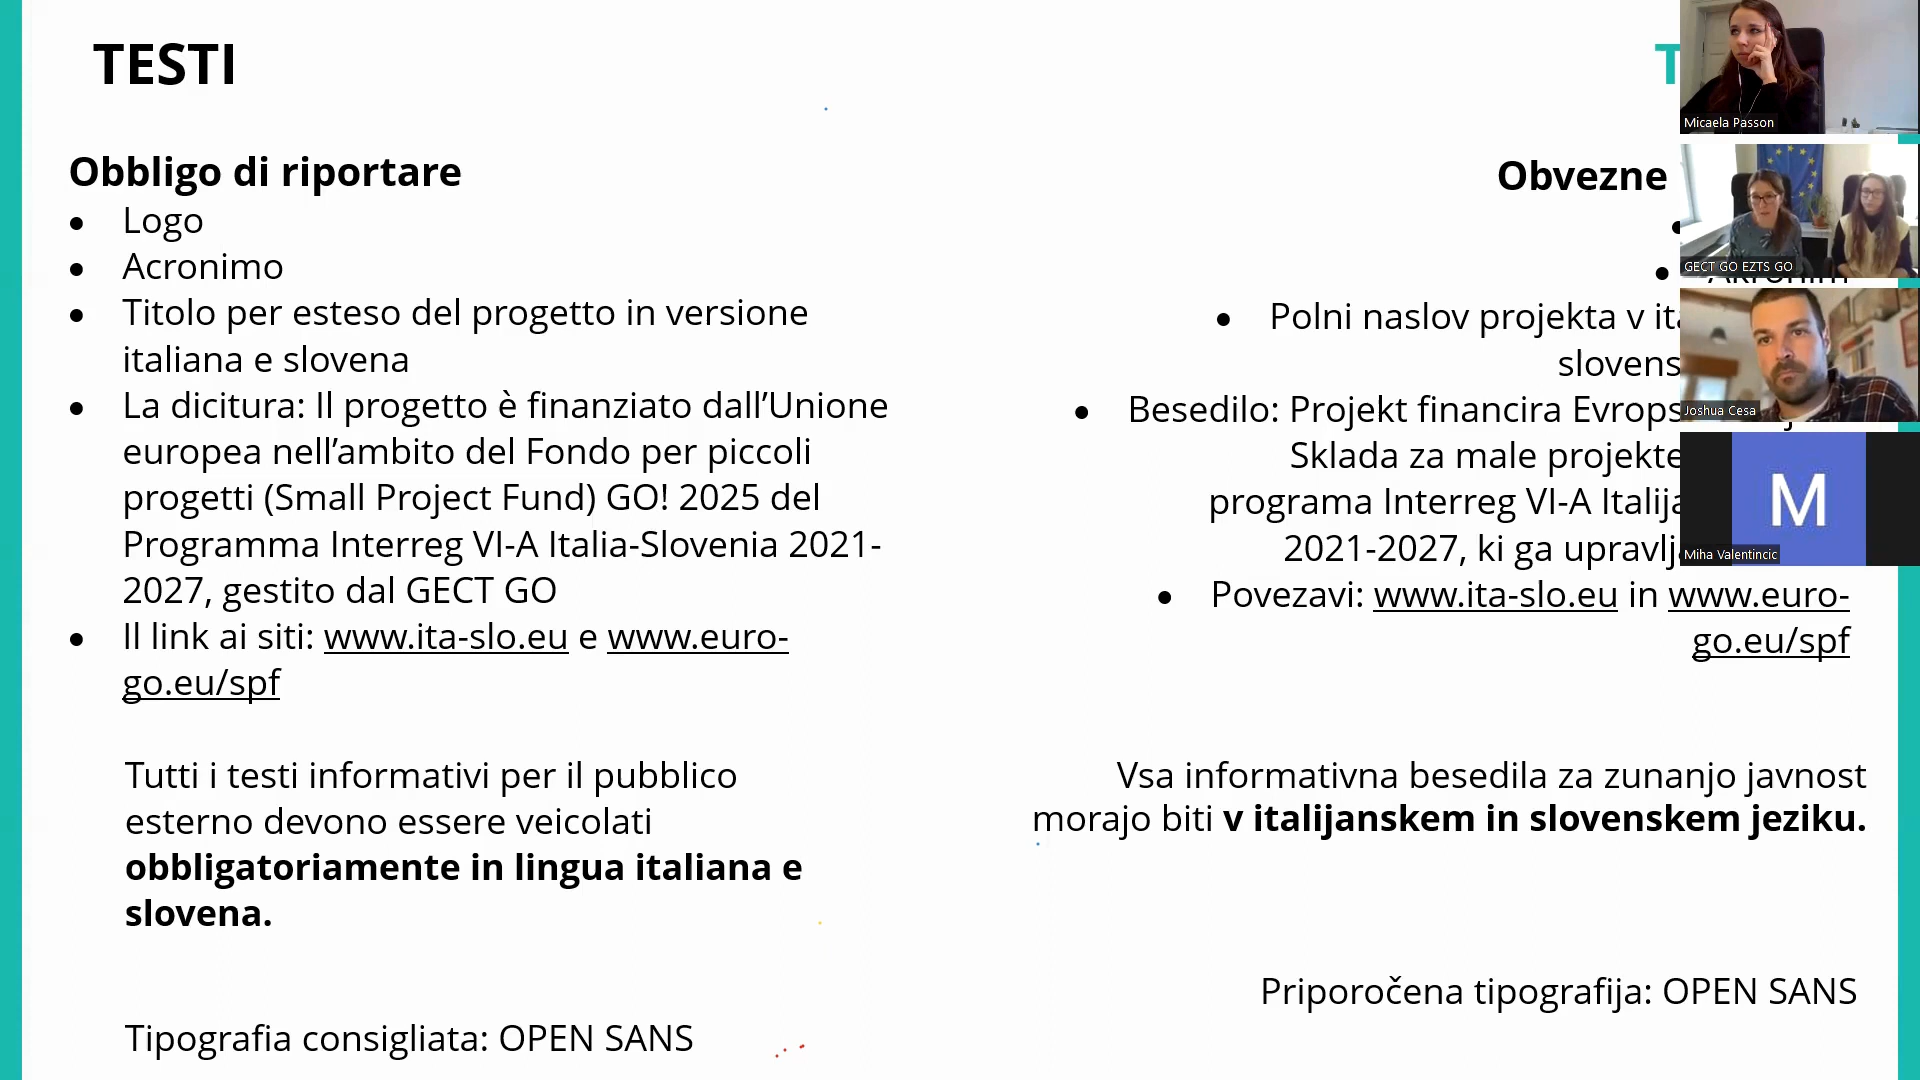 TESTI
Obbligo di riportare
• Logo
• Acronimo
• Titolo per esteso del progetto in versione
italiana e slovena
• La dicitura: Il progetto è finanziato dall’Unione
europea nell’ambito del Fondo per piccoli
progetti (Small Project Fund) GO! 2025 del
Programma Interreg VI-A Italia-Slovenia 2021-
2027, gestito dal GECT GO
• Il link ai siti: www.ita-slo.eu e www.euro-
go.eu/spf
Tutti i testi informativi per il pubblico
esterno devono essere veicolati
obbligatoriamente in lingua italiana e
slovena.
Tipografia consigliata: OPEN SANS
Obvezne
• Polni naslov projekta v
• Besedilo: Projekt financira
Sklada za male projekte
programa Interreg VI-A
2021-2027, ki ga
• Povezavi: www.ita-slo.eu in www.euro-
go.eu/spf
Vsa informativna besedila za zunanjo javnost
morajo biti v italijanskem in slovenskem jeziku.
Priporočena tipografija: OPEN SANS
Micaela Passon
GECT GO EZTS GO
Joshua Cesa
M
Miha Valentincic